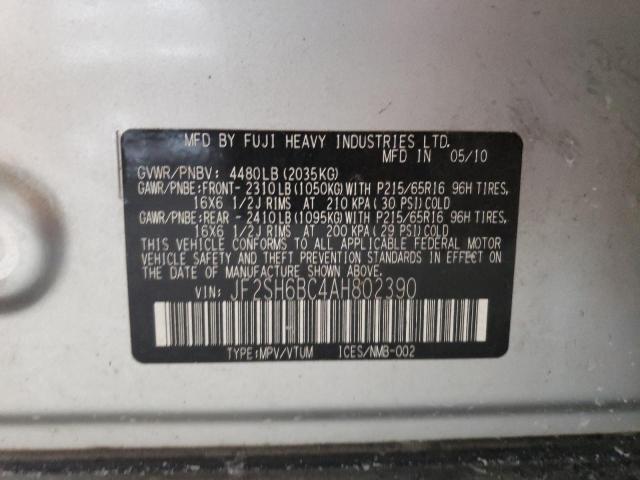 MFD BY FUJI HEAVY INDUSTRIES LTD.
MFD IN 05/10
GVWR/PNBV: 4480LB(2035KG)
GAWR/PNBE:FRONT- 2310LB(1050KG)WITH P215/65R16 96H TIRES,
16X6 1/2J RIMS AT 210 KPA(30 PSI)COLD
GAWR/PNBE:REAR - 2410LB(1095KG)WITH P215/65R16 96H TIRES,
16X6 1/2J RIMS AT 200 KPA(29 PSI)COLD
THIS VEHICLE CONFORMS TO ALL APPLICABLE FEDERAL MOTOR
VEHICLE SAFETY AND THEFT PREVENTION STANDARDS IN EFFECT ON
THE DATE OF MANUFACTURE SHOWN ABOVE.
VIN: JF2SH6BC4AH802390
TYPE:MPV/VTUM ICES/NMB-002